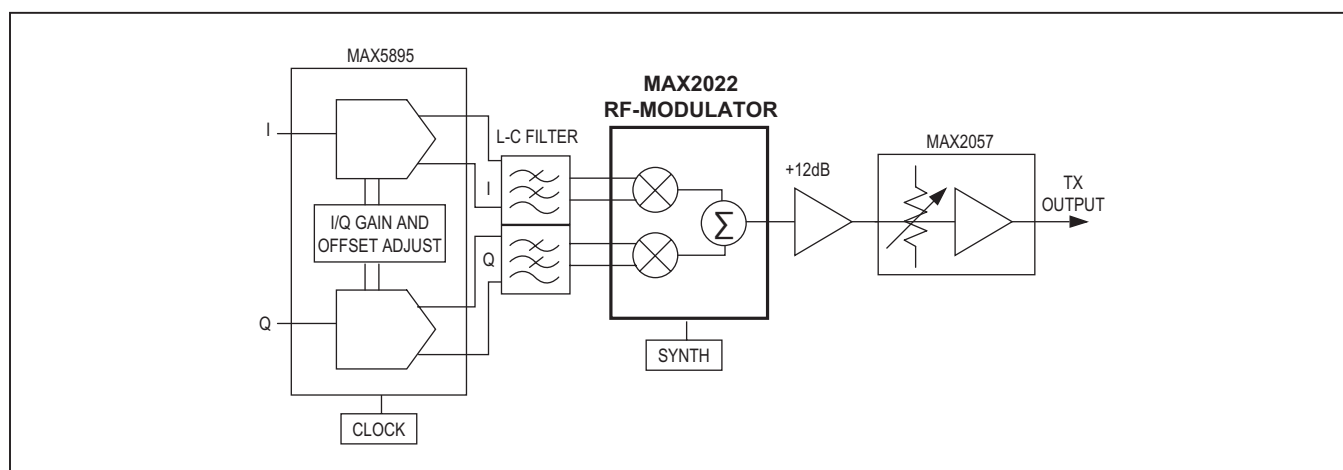 MAX5895
I
I/Q GAIN AND
OFFSET ADJUST
Q
CLOCK
L-C FILTER
I
Q
MAX2022
RF-MODULATOR
Σ
SYNTH
+12dB
MAX2057
TX
OUTPUT